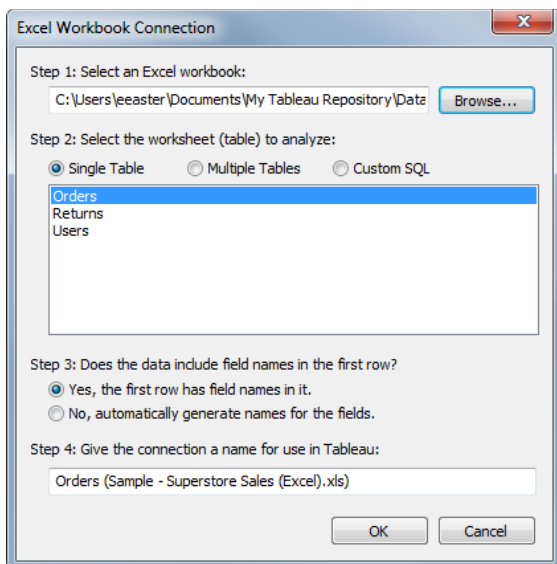 Excel Workbook Connection
Step 1: Select an Excel workbook:
C:\Users\eeaster\Documents\My Tableau Repository\Data
Browse...
Step 2: Select the worksheet (table) to analyze:
Single Table Multiple Tables Custom SQL
Orders
Returns
Users
Step 3: Does the data include field names in the first row?
Yes, the first row has field names in it.
No, automatically generate names for the fields.
Step 4: Give the connection a name for use in Tableau:
Orders (Sample - Superstore Sales (Excel).xls)
OK Cancel